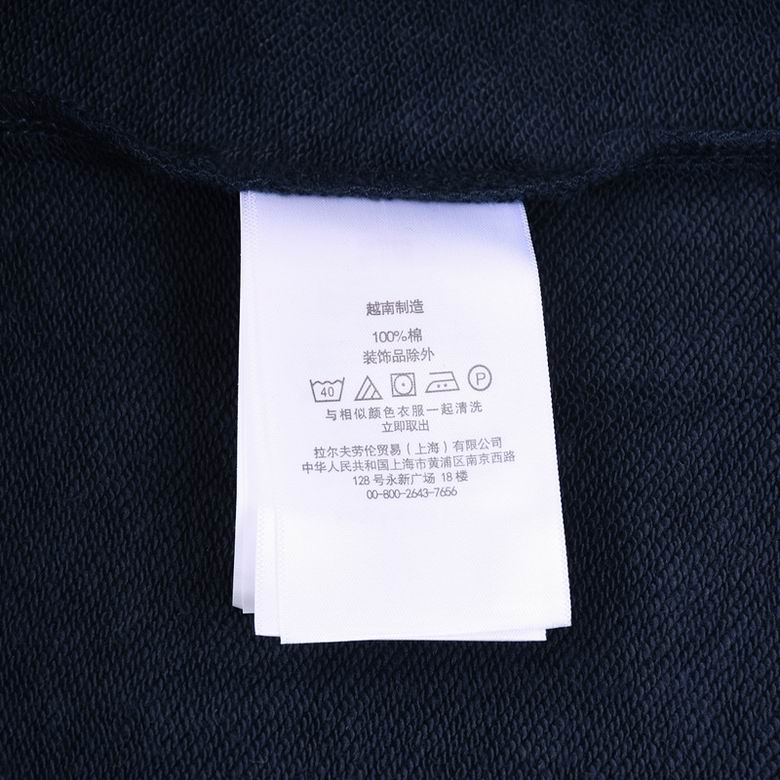 越南制造
100%棉
装饰品除外
40 P
与相似颜色衣服一起清洗
立即取出
拉尔夫劳伦贸易(上海)有限公司
中华人民共和国上海市黄浦区南京西路
128 号永新广场 18 楼
00-800-2643-7656